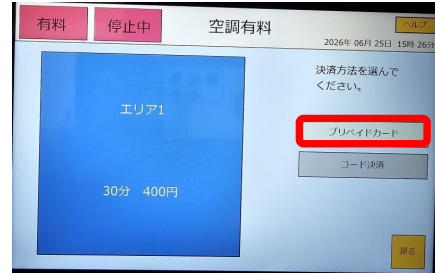 有料 停止中 空調有料 ヘルプ
2026年 06月 25日 15時 26分
決済方法を選んで
ください。
エリア1
プリペイドカード
コード決済
30分 400円
戻る